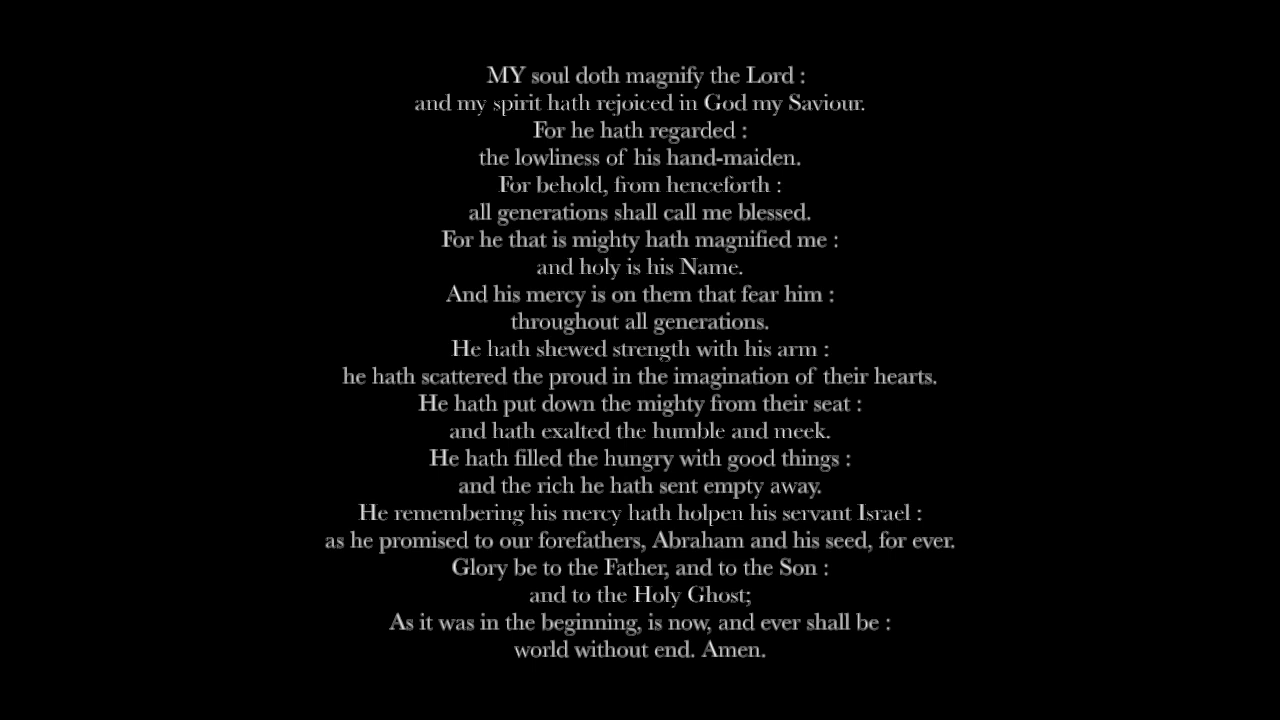 MY soul doth magnify the Lord :
and my spirit hath rejoiced in God my Saviour.
For he hath regarded :
the lowliness of his hand-maiden.
For behold, from henceforth :
all generations shall call me blessed.
For he that is mighty hath magnified me :
and holy is his Name.
And his mercy is on them that fear him :
throughout all generations.
He hath shewed strength with his arm :
he hath scattered the proud in the imagination of their hearts.
He hath put down the mighty from their seat :
and hath exalted the humble and meek.
He hath filled the hungry with good things :
and the rich he hath sent empty away.
He remembering his mercy hath holpen his servant Israel :
as he promised to our forefathers, Abraham and his seed, for ever.
Glory be to the Father, and to the Son :
and to the Holy Ghost;
As it was in the beginning, is now, and ever shall be :
world without end. Amen.